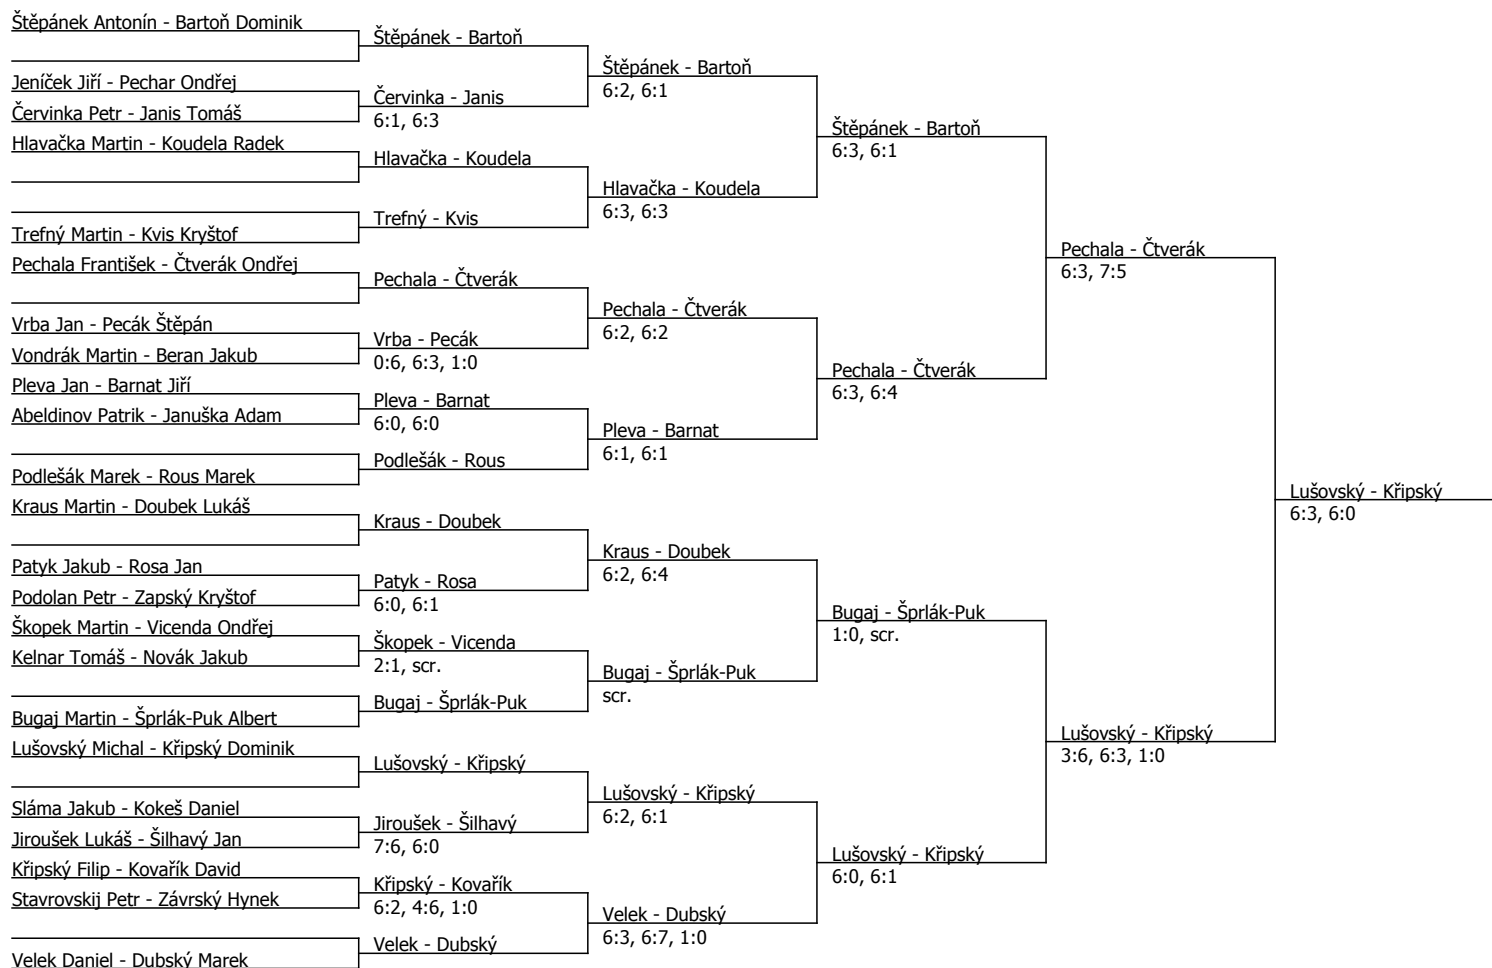 Štěpánek Antonín - Bartoň Dominik
Jeníček Jiří - Pechar Ondřej
Červinka Petr - Janis Tomáš
Hlavačka Martin - Koudela Radek
Trefný Martin - Kvis Kryštof
Pechala František - Čtverák Ondřej
Vrba Jan - Pecák Štěpán
Vondrák Martin - Beran Jakub
Pleva Jan - Barnat Jiří
Abeldinov Patrik - Januška Adam
Podlešák Marek - Rous Marek
Kraus Martin - Doubek Lukáš
Patyk Jakub - Rosa Jan
Podolan Petr - Zapský Kryštof
Škopek Martin - Vicenda Ondřej
Kelnar Tomáš - Novák Jakub
Bugaj Martin - Šprlák-Puk Albert
Lušovský Michal - Křipský Dominik
Sláma Jakub - Kokeš Daniel
Jiroušek Lukáš - Šilhavý Jan
Křipský Filip - Kovařík David
Stavrovskij Petr - Závrský Hynek
Velek Daniel - Dubský Marek
Štěpánek - Bartoň
Červinka - Janis
6:1, 6:3
Hlavačka - Koudela
Trefný - Kvis
Pechala - Čtverák
Vrba - Pecák
0:6, 6:3, 1:0
Pleva - Barnat
6:0, 6:0
Podlešák - Rous
Kraus - Doubek
Patyk - Rosa
6:0, 6:1
Škopek - Vicenda
2:1, scr.
Bugaj - Šprlák-Puk
Lušovský - Křipský
Jiroušek - Šilhavý
7:6, 6:0
Křipský - Kovařík
6:2, 4:6, 1:0
Velek - Dubský
Štěpánek - Bartoň
6:2, 6:1
Hlavačka - Koudela
6:3, 6:3
Pechala - Čtverák
6:2, 6:2
Pleva - Barnat
6:1, 6:1
Kraus - Doubek
6:2, 6:4
Bugaj - Šprlák-Puk
scr.
Lušovský - Křipský
6:2, 6:1
Velek - Dubský
6:3, 6:7, 1:0
Štěpánek - Bartoň
6:3, 6:1
Pechala - Čtverák
6:3, 6:4
Bugaj - Šprlák-Puk
1:0, scr.
Lušovský - Křipský
6:0, 6:1
Pechala - Čtverák
6:3, 7:5
Lušovský - Křipský
3:6, 6:3, 1:0
Lušovský - Křipský
6:3, 6:0